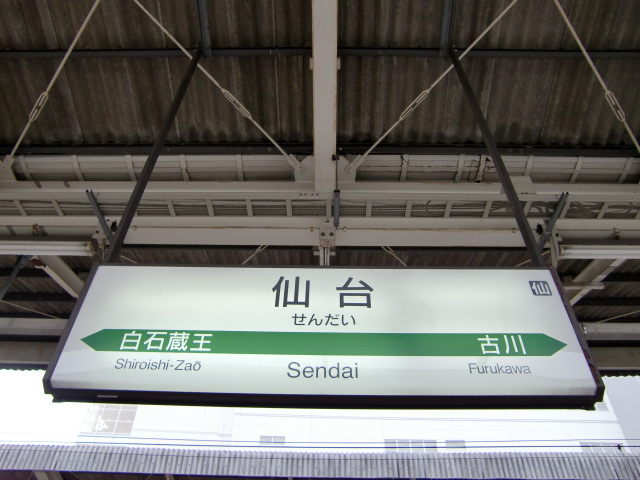 仙台
仙
せんだい
白石蔵王
古川
Shiroishi-Zaō
Sendai
Furukawa